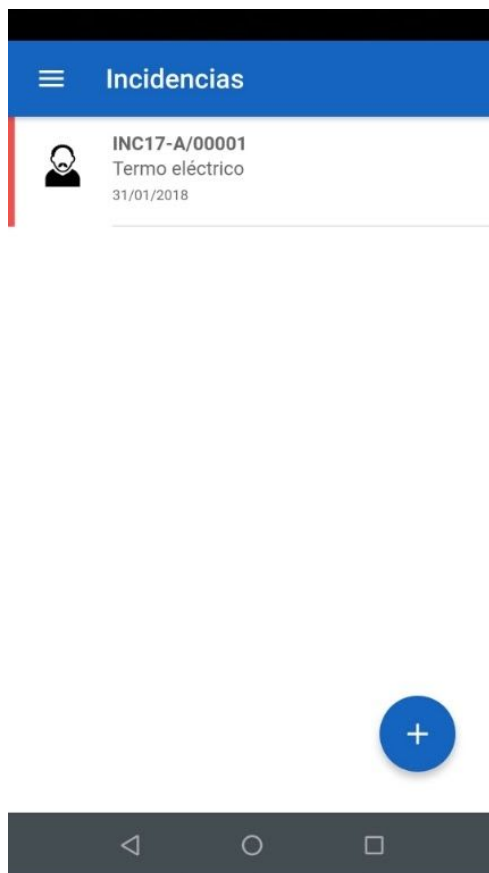 Incidencias
INC17-A/00001
Termo eléctrico
31/01/2018